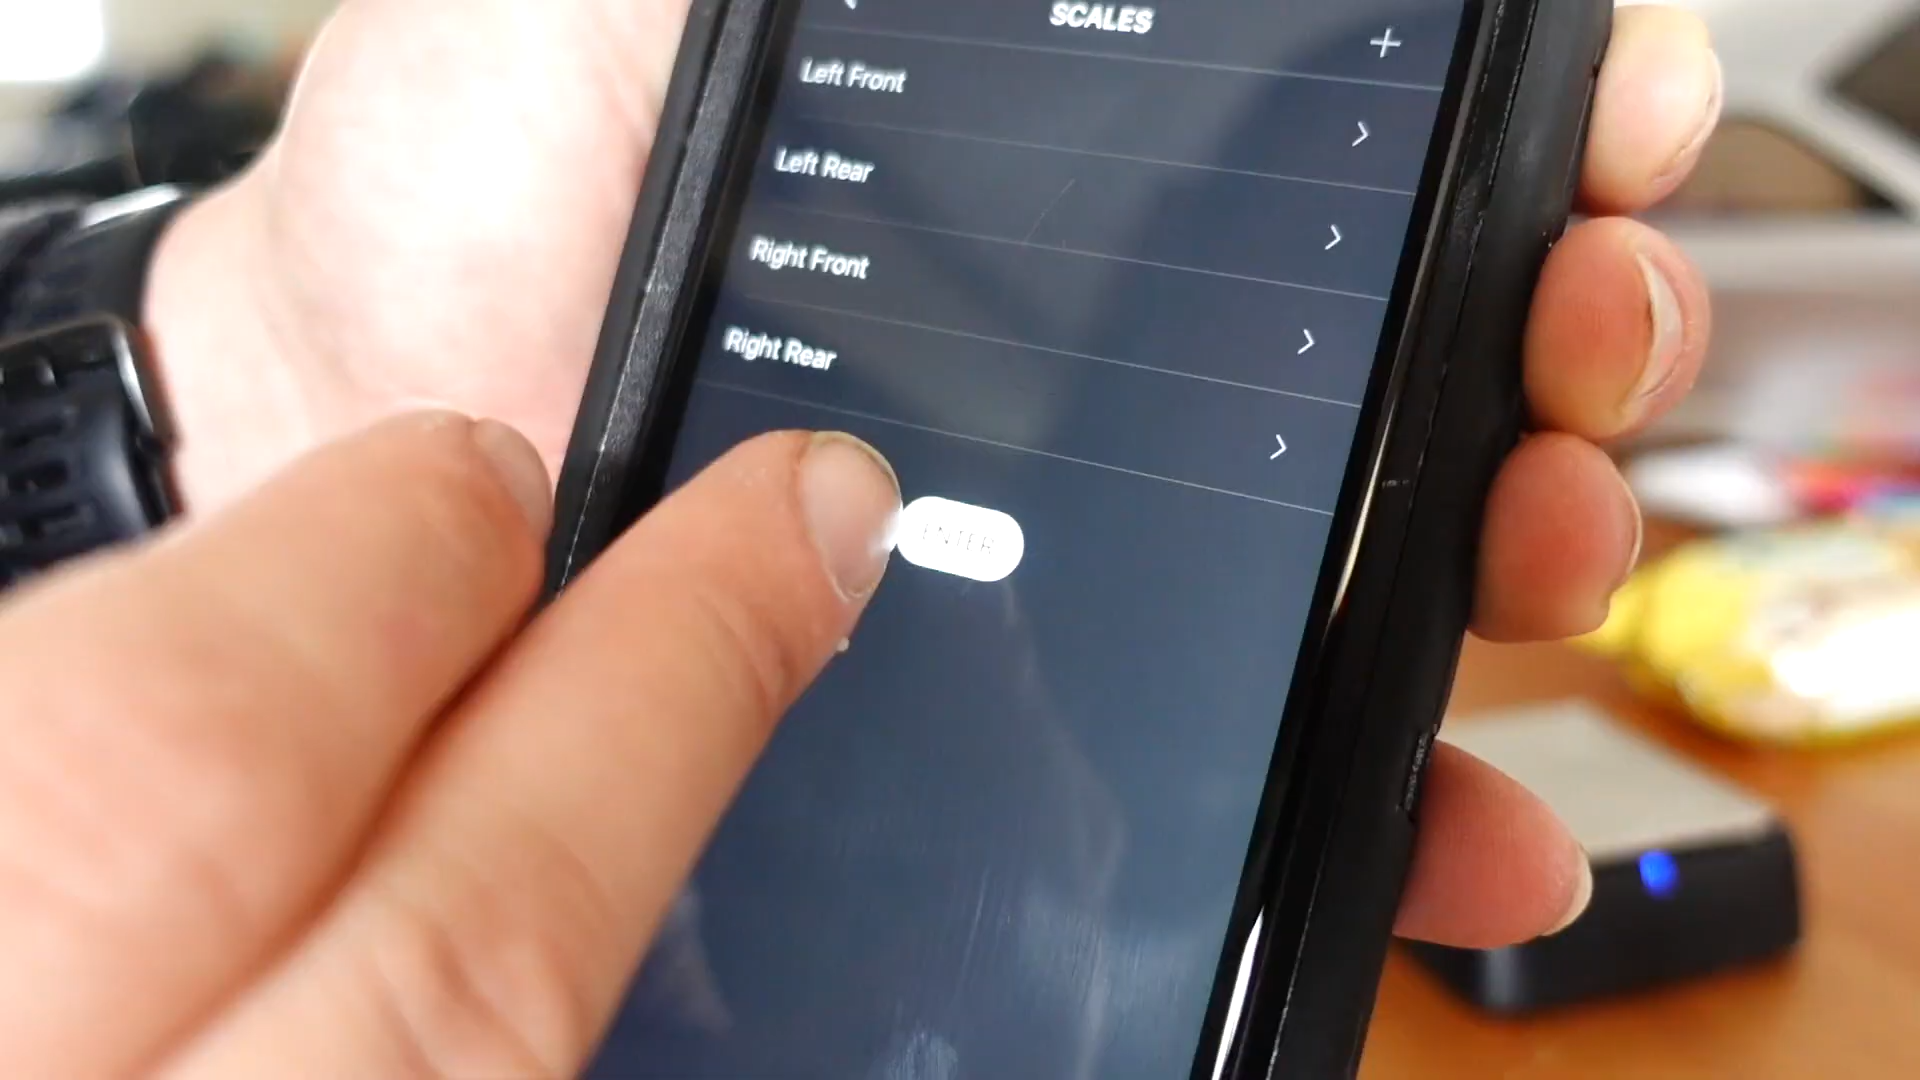 SCALES
+
Left Front
Left Rear
Right Front
Right Rear
ENTER